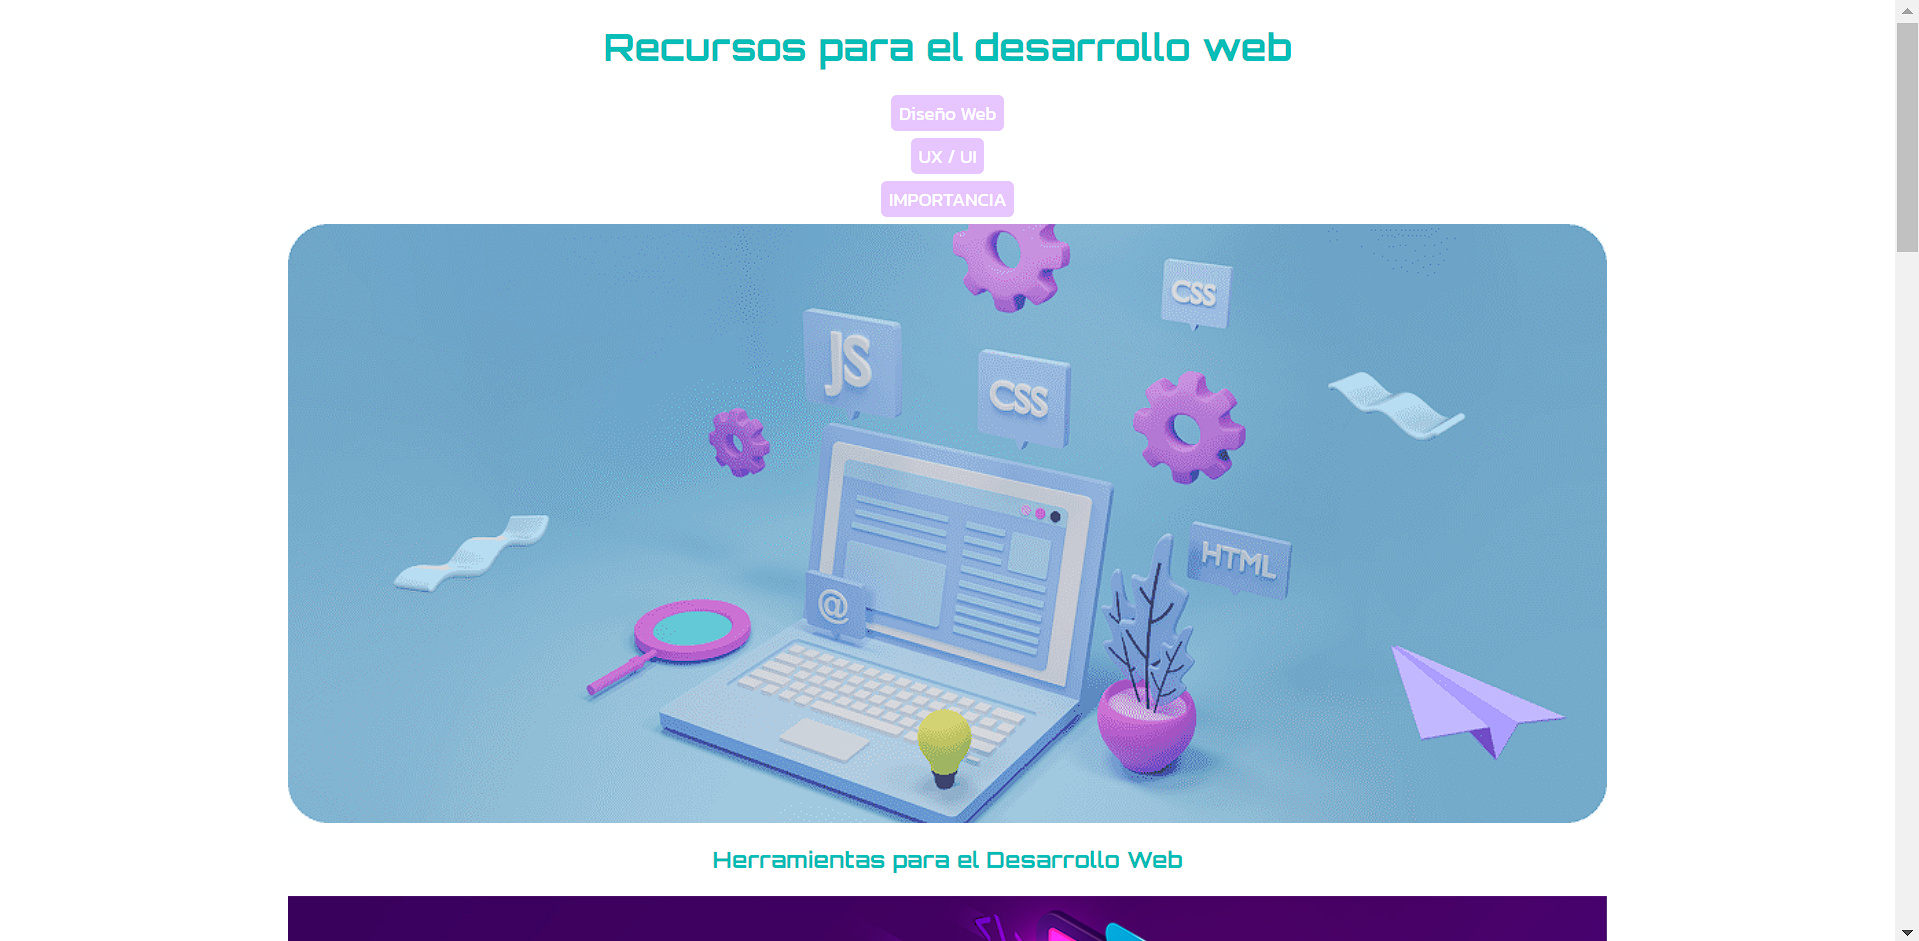 Recursos para el desarrollo web
Diseño Web
UX / UI
IMPORTANCIA
CSS
JS
CSS
HTML
@
Herramientas para el Desarrollo Web